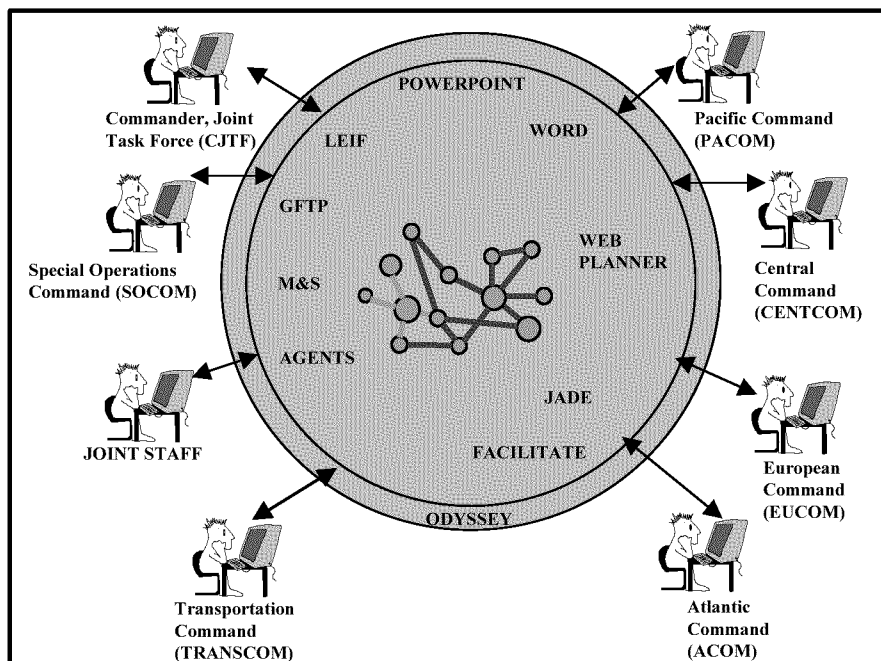 POWERPOINT
Commander, Joint
Task Force (CJTF)
LEIF
WORD
Pacific Command
(PACOM)
GFTP
WEB
PLANNER
Special Operations
Command (SOCOM)
M&S
Central
Command
(CENTCOM)
AGENTS
JADE
JOINT STAFF
FACILITATE
European
Command
(EUCOM)
ODYSSEY
Transportation
Command
(TRANSCOM)
Atlantic
Command
(ACOM)